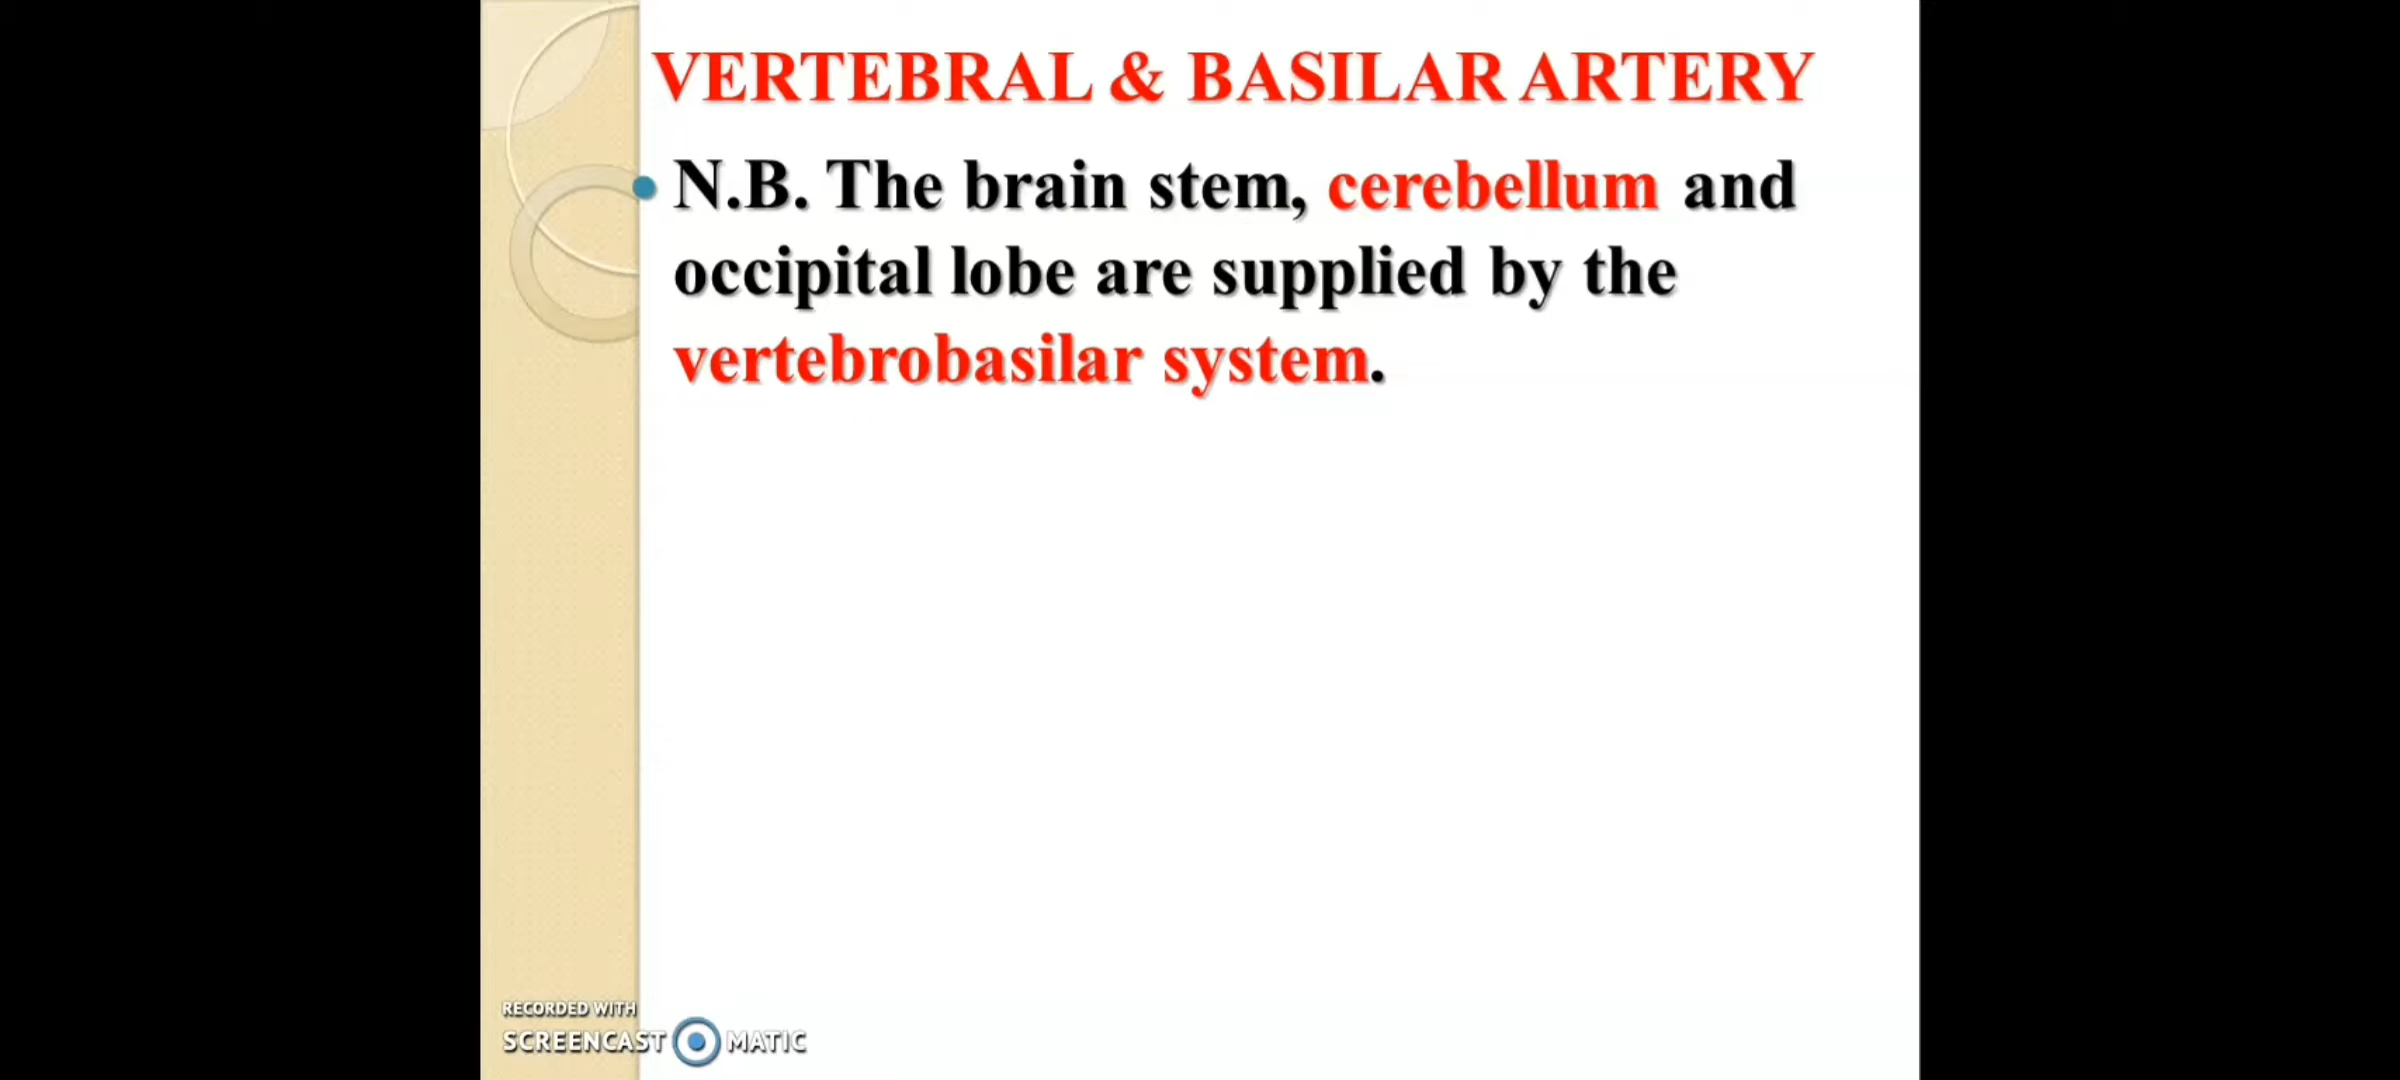 VERTEBRAL & BASILAR ARTERY
N.B. The brain stem, cerebellum and
occipital lobe are supplied by the
vertebrobasilar system.
RECORDED WITH
SCREENCAST MATIC